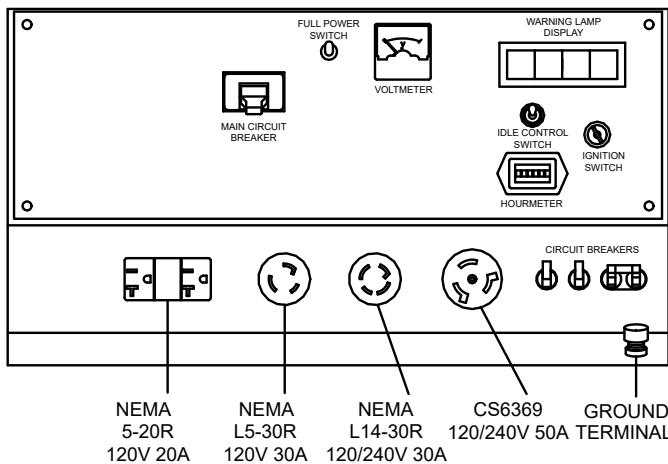 FULL POWER
SWITCH
WARNING LAMP
DISPLAY
VOLTMETER
MAIN CIRCUIT
BREAKER
IDLE CONTROL
SWITCH
IGNITION
SWITCH
HOURMETER
CIRCUIT BREAKERS
NEMA
5-20R
120V 20A
NEMA
L5-30R
120V 30A
NEMA
L14-30R
120/240V 30A
CS6369
120/240V 50A
GROUND
TERMINAL